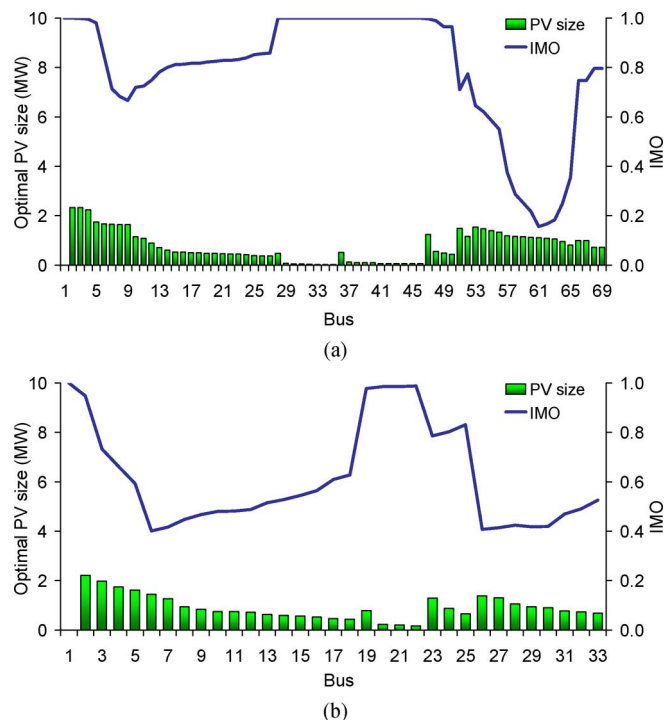 10 1.0
PV size
IMO
8 0.8
6 0.6
4 0.4
2 0.2
0 0.0
Optimal PV size (MW)
IMO
1 5 9 13 17 21 25 29 33 37 41 45 49 53 57 61 65 69
Bus
(a)
10 1.0
PV size
IMO
8 0.8
6 0.6
4 0.4
2 0.2
0 0.0
Optimal PV size (MW)
IMO
1 3 5 7 9 11 13 15 17 19 21 23 25 27 29 31 33
Bus
(b)